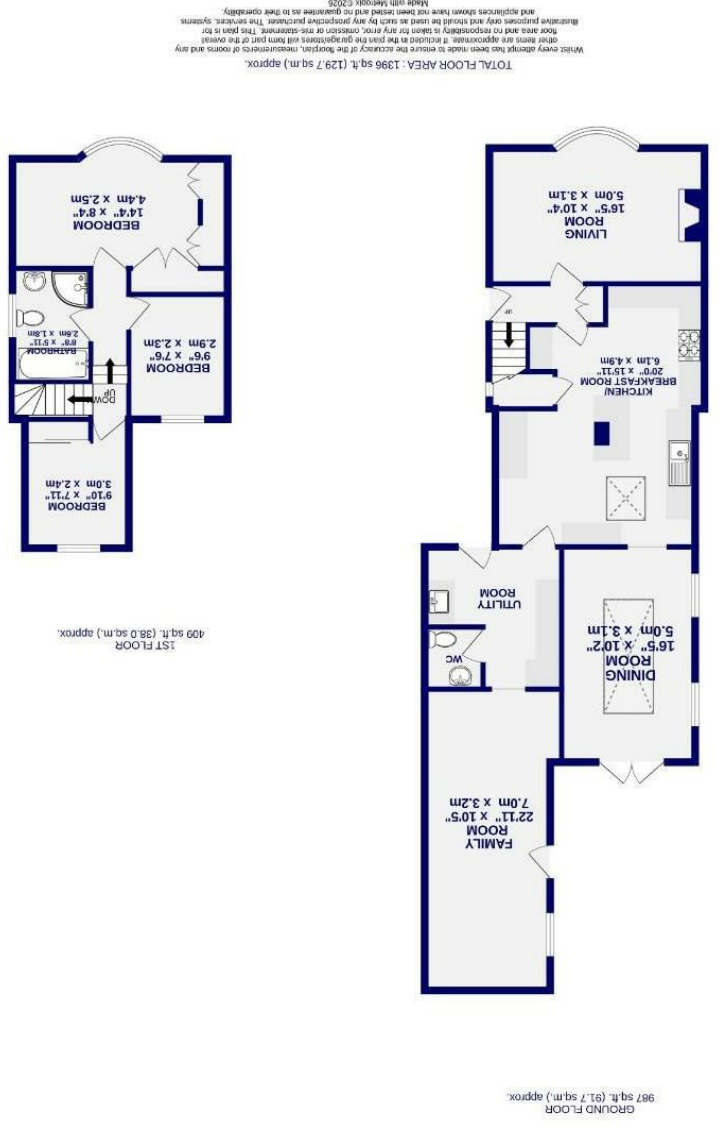 GROUND FLOOR
987 sq.ft. (91.7 sq.m.) approx.
FAMILY
ROOM
22'11" x 10'5"
7.0m x 3.2m
DINING
ROOM
16'5" x 10'2"
5.0m x 3.1m
WC
UTILITY
ROOM
KITCHEN/
BREAKFAST ROOM
20'0" x 15'11"
6.1m x 4.9m
UP
LIVING
ROOM
16'5" x 10'4"
5.0m x 3.1m
1ST FLOOR
409 sq.ft. (38.0 sq.m.) approx.
BEDROOM
9'10" x 7'11"
3.0m x 2.4m
DOWN
UP
BEDROOM
9'6" x 7'6"
2.9m x 2.3m
BATHROOM
8'8" x 5'11"
2.6m x 1.8m
BEDROOM
14'4" x 8'4"
4.4m x 2.5m
TOTAL FLOOR AREA : 1396 sq.ft. (129.7 sq.m.) approx.
Whilst every attempt has been made to ensure the accuracy of the floorplan, measurements of rooms and any
other items are approximate. If included in the plan the garage/stores will form part of the overall
floor area and no responsibility is taken for any error, omission or mis-statement. This plan is for
illustrative purposes only and should be used as such by any prospective purchaser. The services, systems
and appliances shown have not been tested and no guarantee as to their operability.
Made with Metropix ©2026